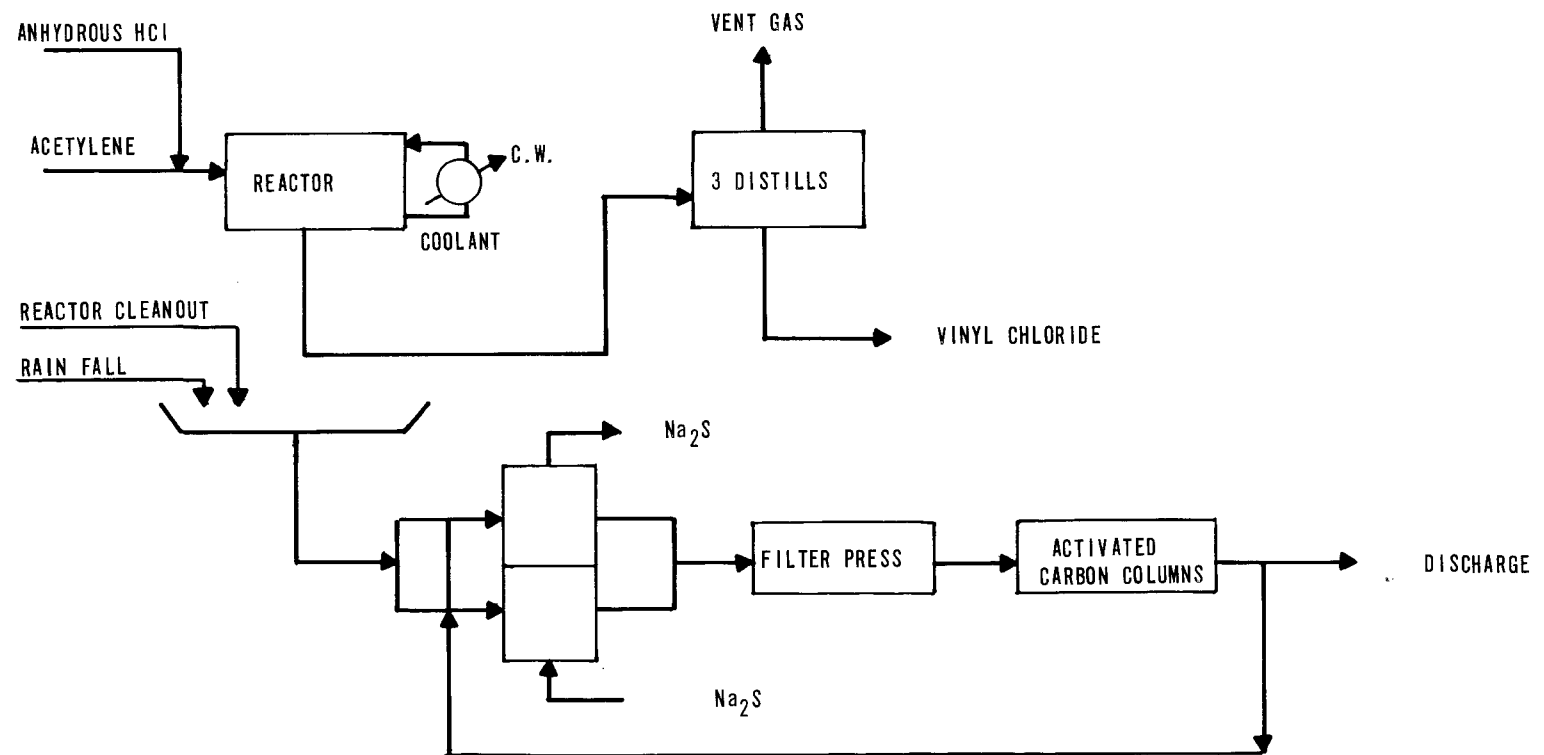 VENT GAS
ANHYDROUS HCl
ACETYLENE
C.W.
REACTOR
3 DISTILLS
COOLANT
REACTOR CLEANOUT
VINYL CHLORIDE
RAIN FALL
Na2S
FILTER PRESS
ACTIVATED
CARBON COLUMNS
DISCHARGE
Na2S